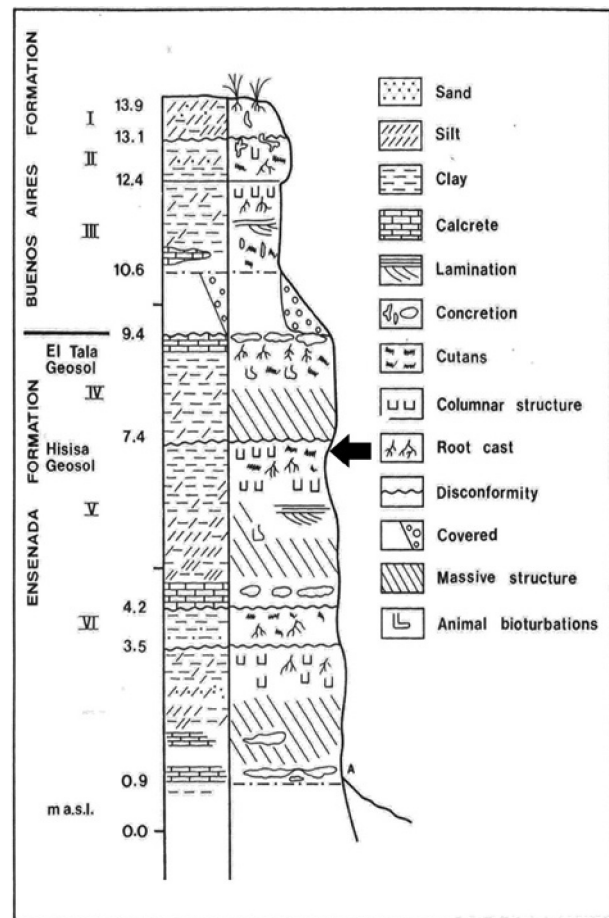 BUENOS AIRES FORMATION
ENSENADA FORMATION
I
II
III
El Tala
Geosol
IV
Hisisa
Geosol
V
VI
m a.s.l.
13.9
13.1
12.4
10.6
9.4
7.4
4.2
3.5
0.9
0.0
A
Sand
Silt
Clay
Calcrete
Lamination
Concretion
Cutans
Columnar structure
Root cast
Disconformity
Covered
Massive structure
Animal bioturbations